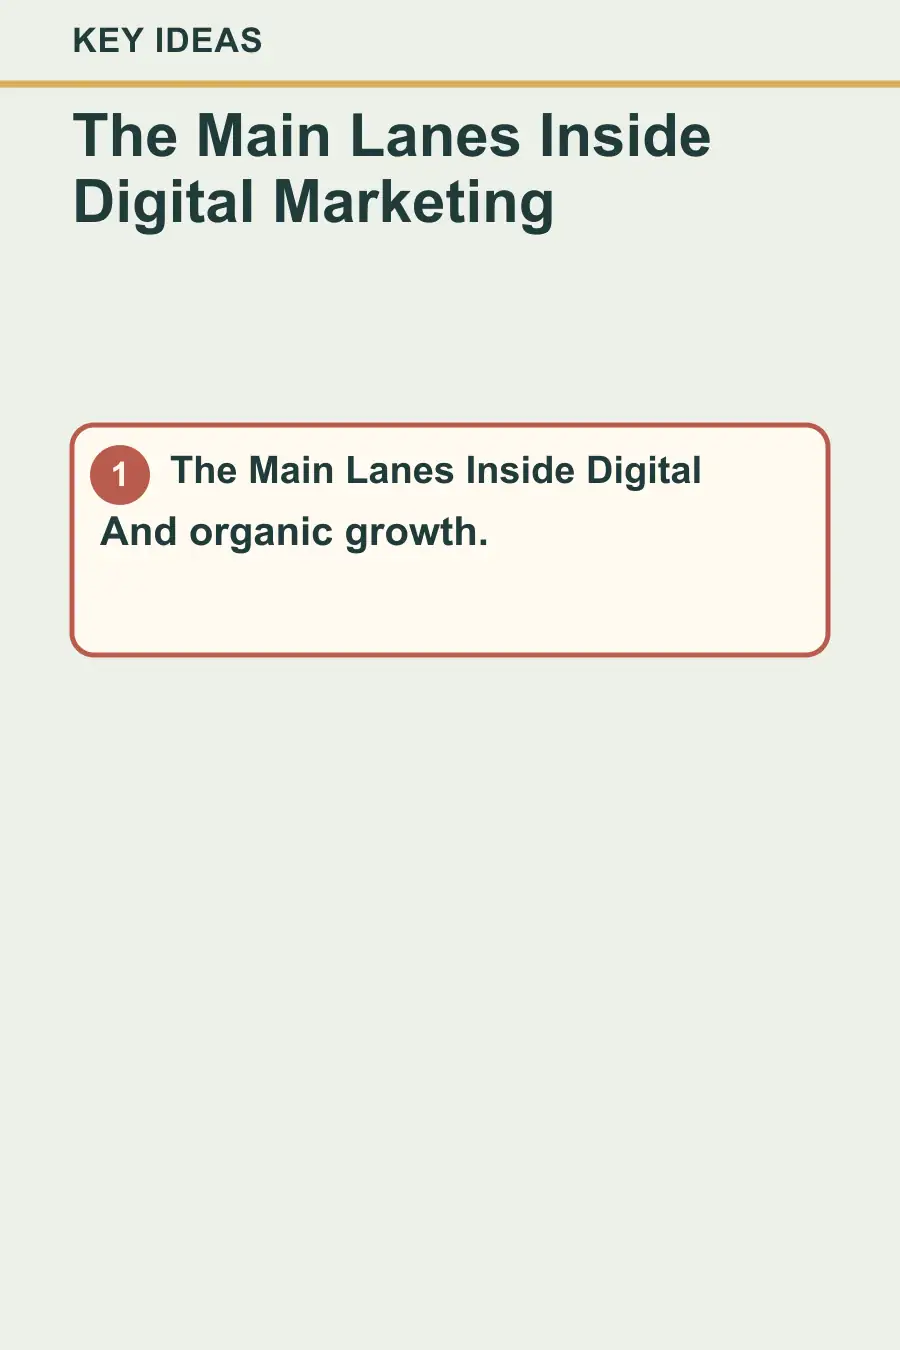 KEY IDEAS
The Main Lanes Inside
Digital Marketing
1 The Main Lanes Inside Digital
And organic growth.